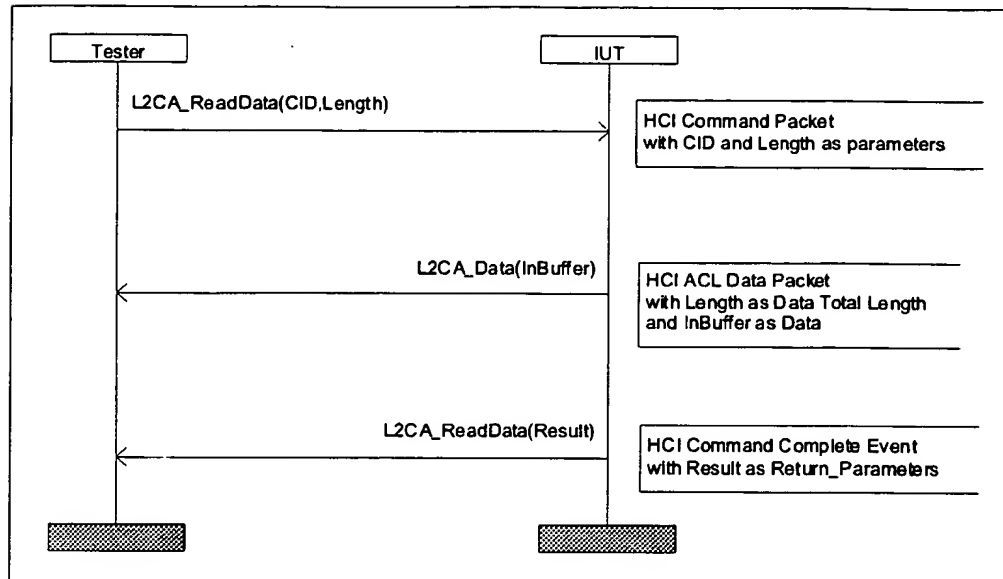 Tester
IUT
L2CA_ReadData(CID,Length)
HCI Command Packet
with CID and Length as parameters
L2CA_Data(InBuffer)
HCI ACL Data Packet
with Length as Data Total Length
and InBuffer as Data
L2CA_ReadData(Result)
HCI Command Complete Event
with Result as Return_Parameters